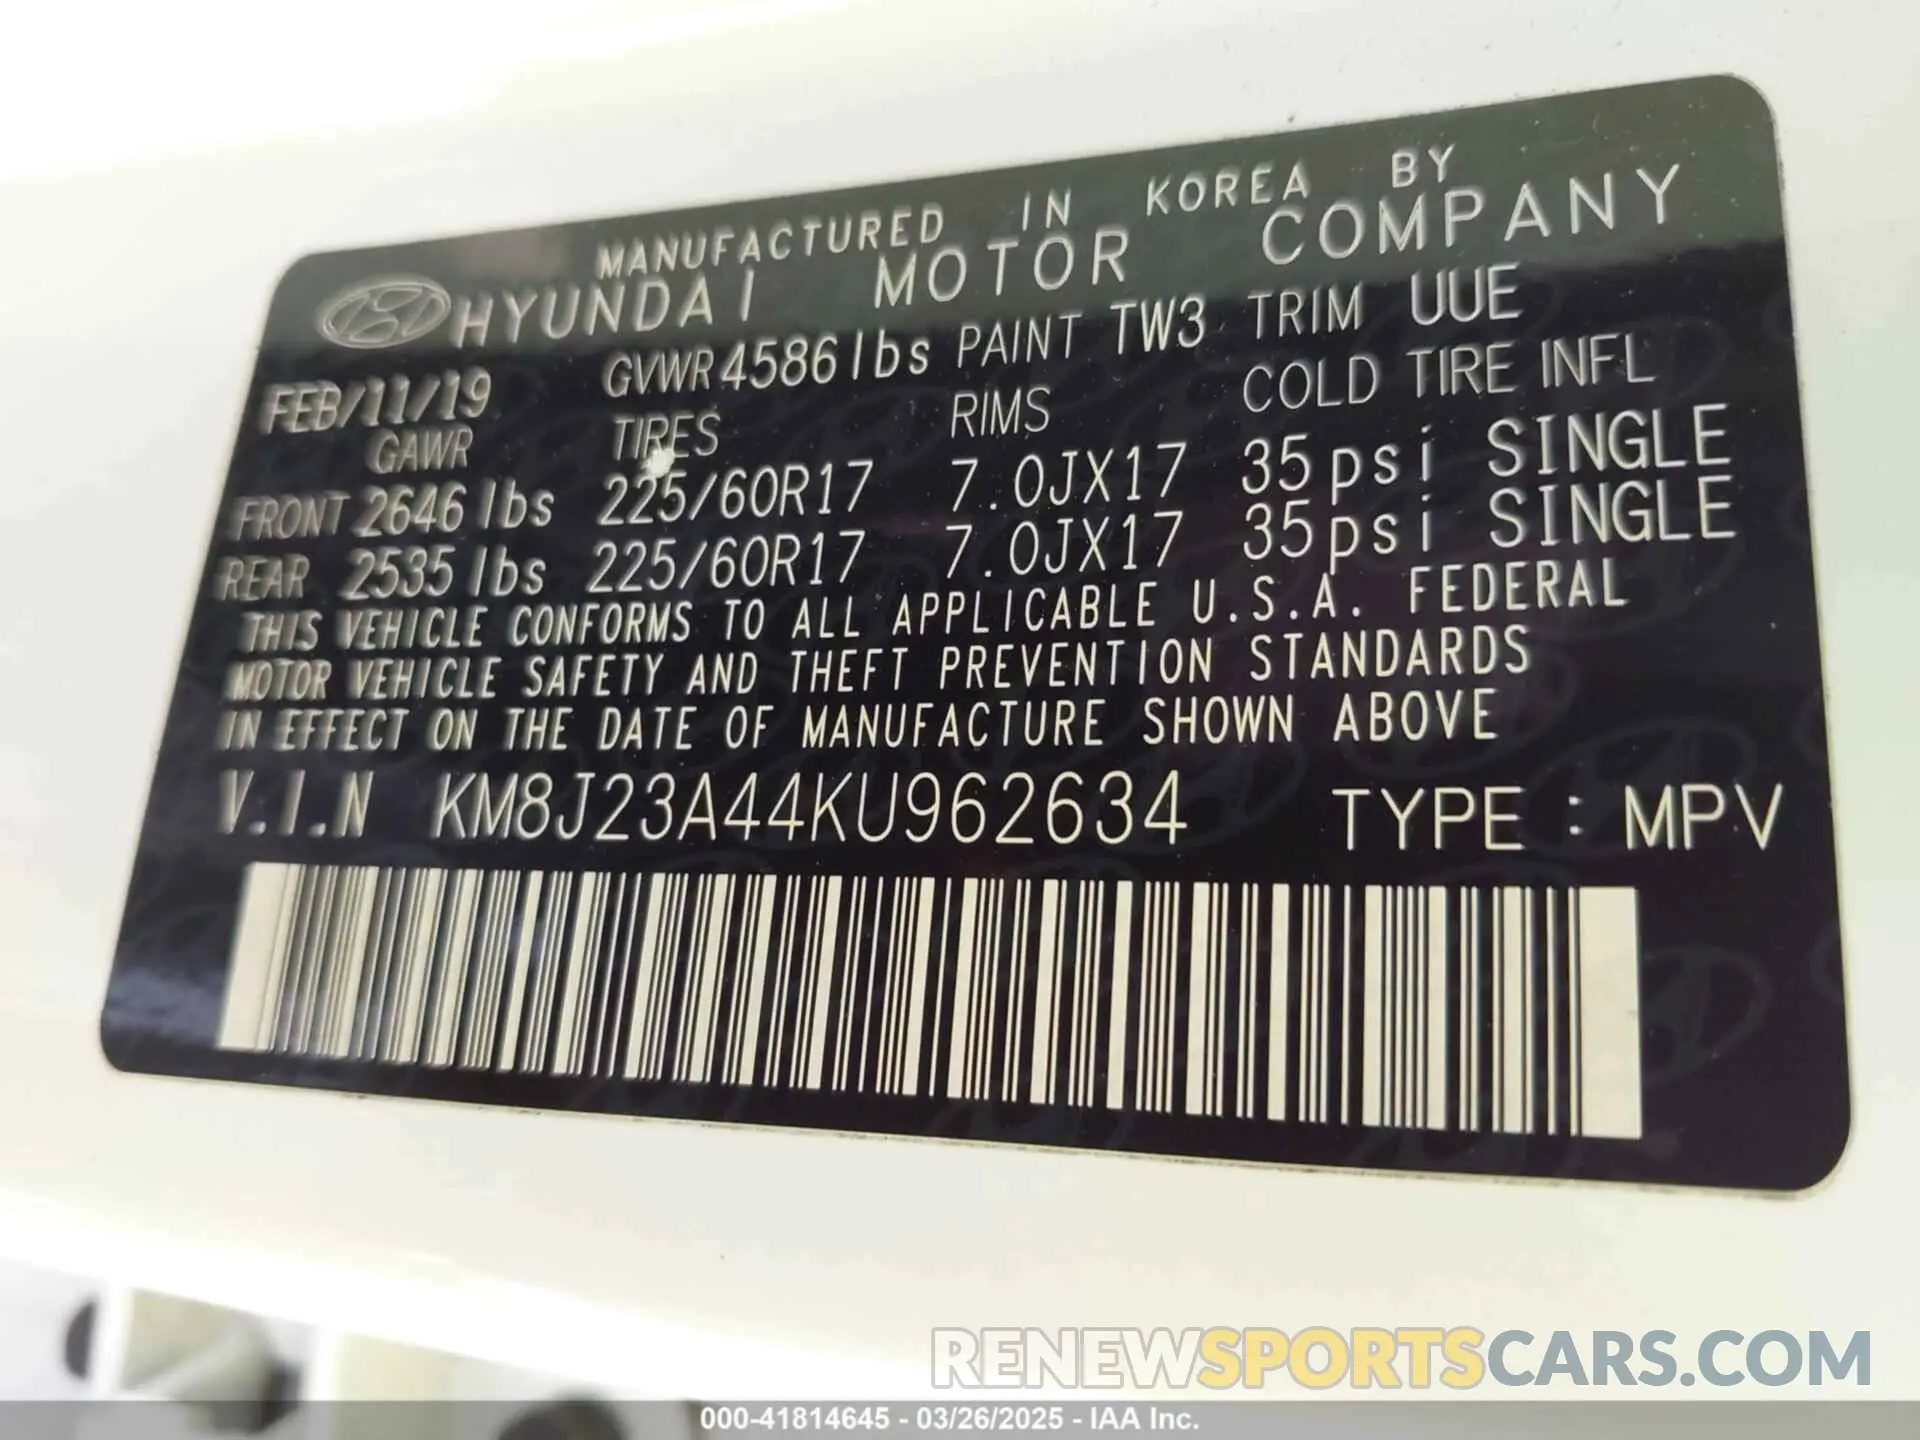 MANUFACTURED IN KOREA BY
HYUNDAI MOTOR COMPANY
FEB/11/19 GVWR 4586lbs PAINT TW3 TRIM UUE
GAWR TIRES RIMS COLD TIRE INFL
FRONT 2646 lbs 225/60R17 7.0JX17 35psi SINGLE
REAR 2535 lbs 225/60R17 7.0JX17 35psi SINGLE
THIS VEHICLE CONFORMS TO ALL APPLICABLE U.S.A. FEDERAL
MOTOR VEHICLE SAFETY AND THEFT PREVENTION STANDARDS
IN EFFECT ON THE DATE OF MANUFACTURE SHOWN ABOVE
V.I.N KM8J23A44KU962634 TYPE : MPV
RENEWSPORTSCARS.COM
000-41814645 - 03/26/2025 - IAA Inc.